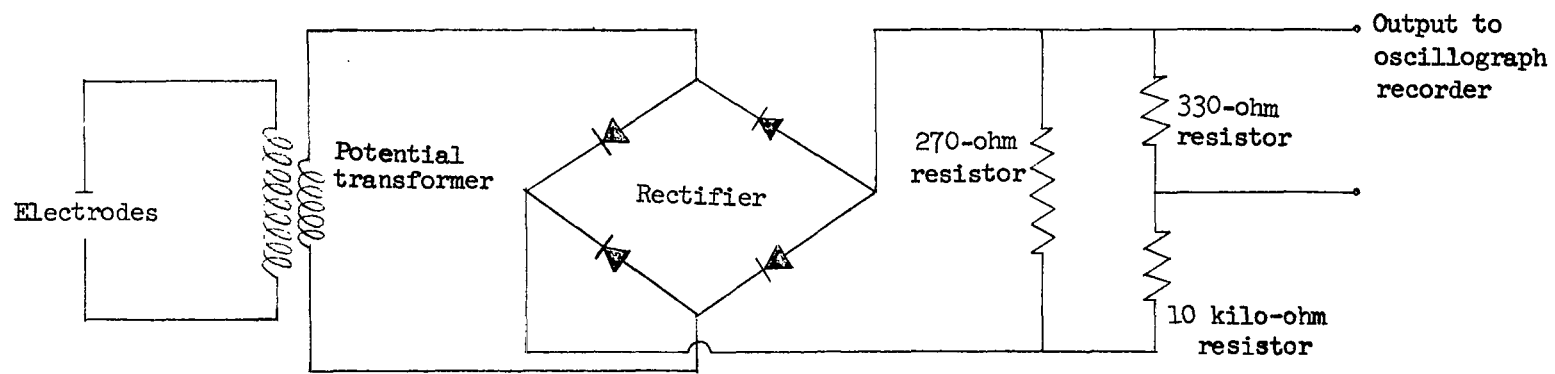 Electrodes
Potential
transformer
Rectifier
270-ohm
resistor
330-ohm
resistor
10 kilo-ohm
resistor
Output to
oscillograph
recorder